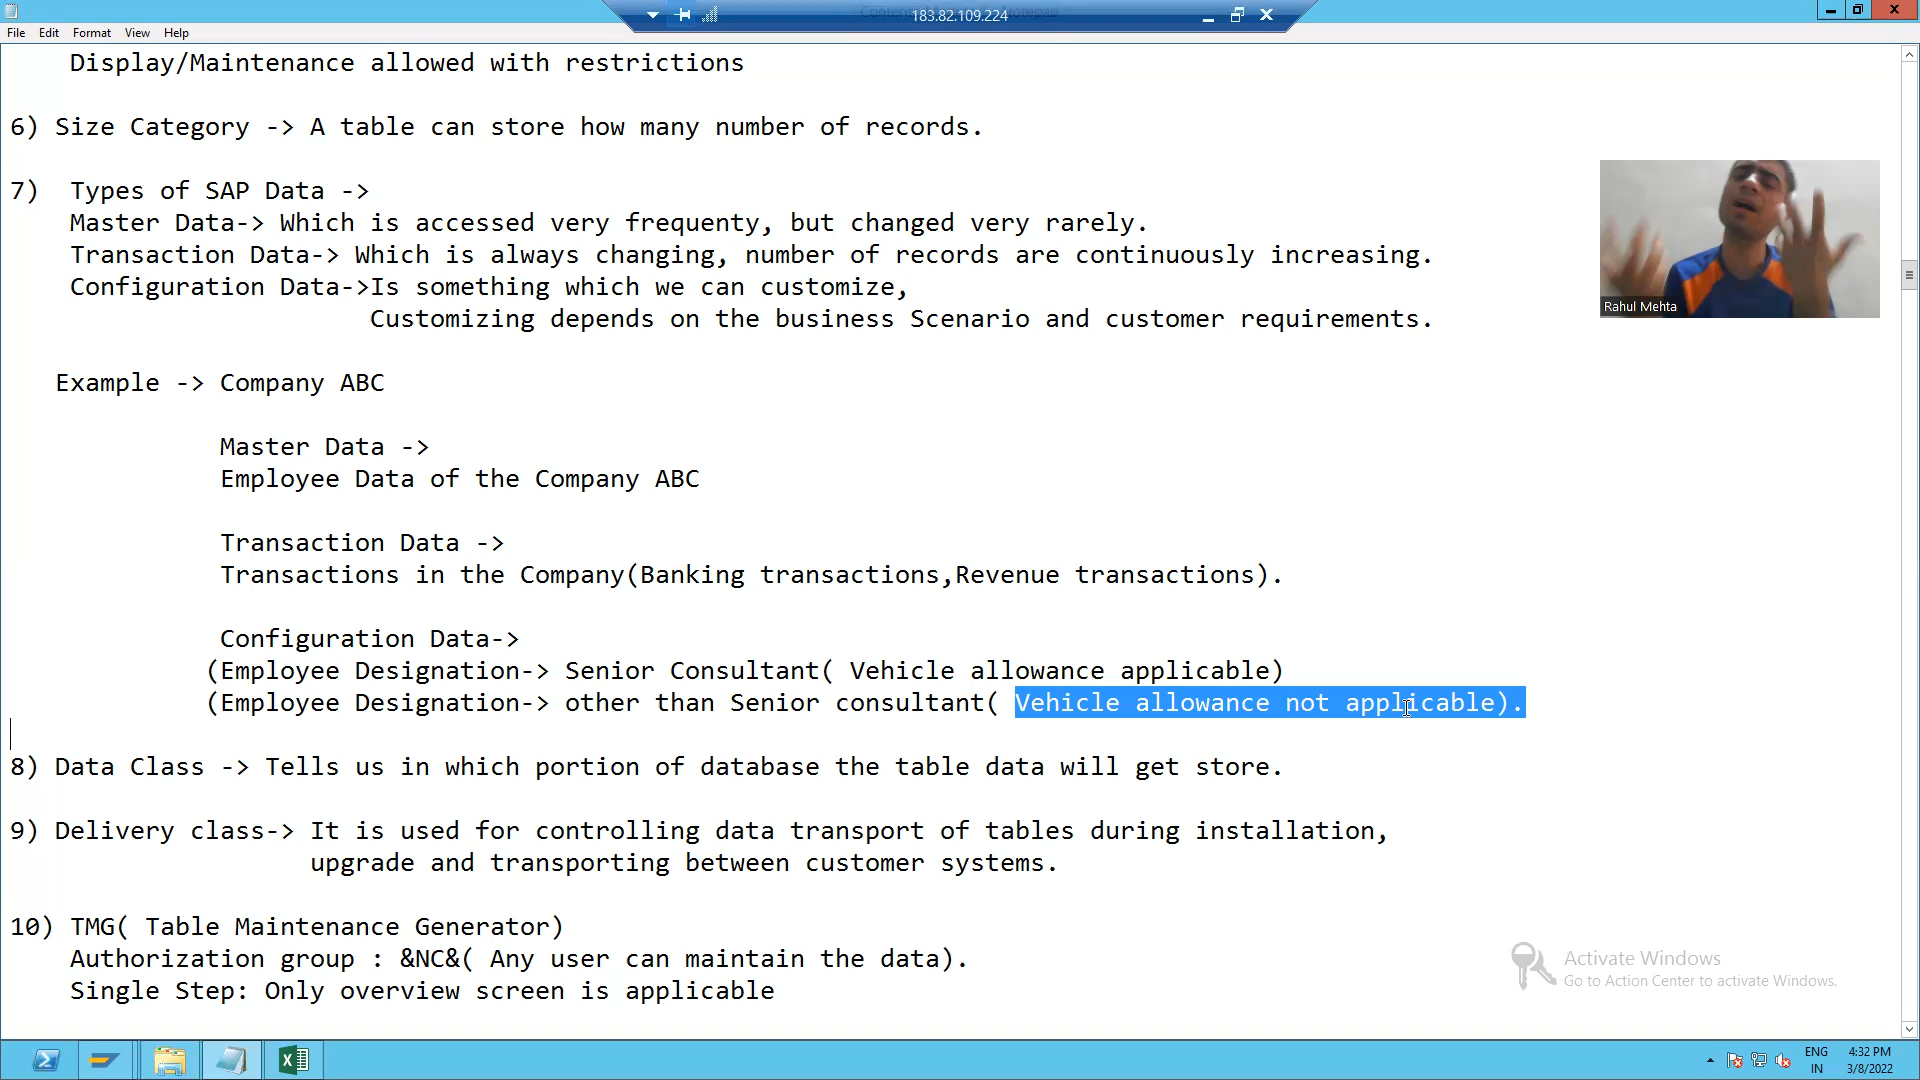 183.82.109.224
File Edit Format View Help
Display/Maintenance allowed with restrictions
6) Size Category -> A table can store how many number of records.
7) Types of SAP Data ->
Master Data-> Which is accessed very frequenty, but changed very rarely.
Transaction Data-> Which is always changing, number of records are continuously increasing.
Configuration Data->Is something which we can customize,
Customizing depends on the business Scenario and customer requirements.
Rahul Mehta
Example -> Company ABC
Master Data ->
Employee Data of the Company ABC
Transaction Data ->
Transactions in the Company(Banking transactions,Revenue transactions).
Configuration Data->
(Employee Designation-> Senior Consultant( Vehicle allowance applicable)
(Employee Designation-> other than Senior consultant( Vehicle allowance not applicable).
8) Data Class -> Tells us in which portion of database the table data will get store.
9) Delivery class-> It is used for controlling data transport of tables during installation,
upgrade and transporting between customer systems.
10) TMG( Table Maintenance Generator)
Authorization group : &NC&( Any user can maintain the data).
Single Step: Only overview screen is applicable
Activate Windows
Go to Action Center to activate Windows.
ENG 4:32 PM
IN 3/8/2022